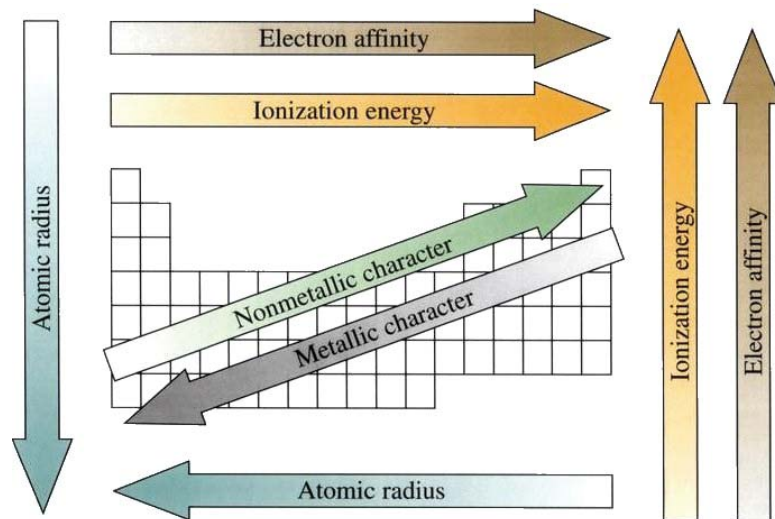 Electron affinity
Ionization energy
Atomic radius
Nonmetallic character
Metallic character
Ionization energy
Electron affinity
Atomic radius